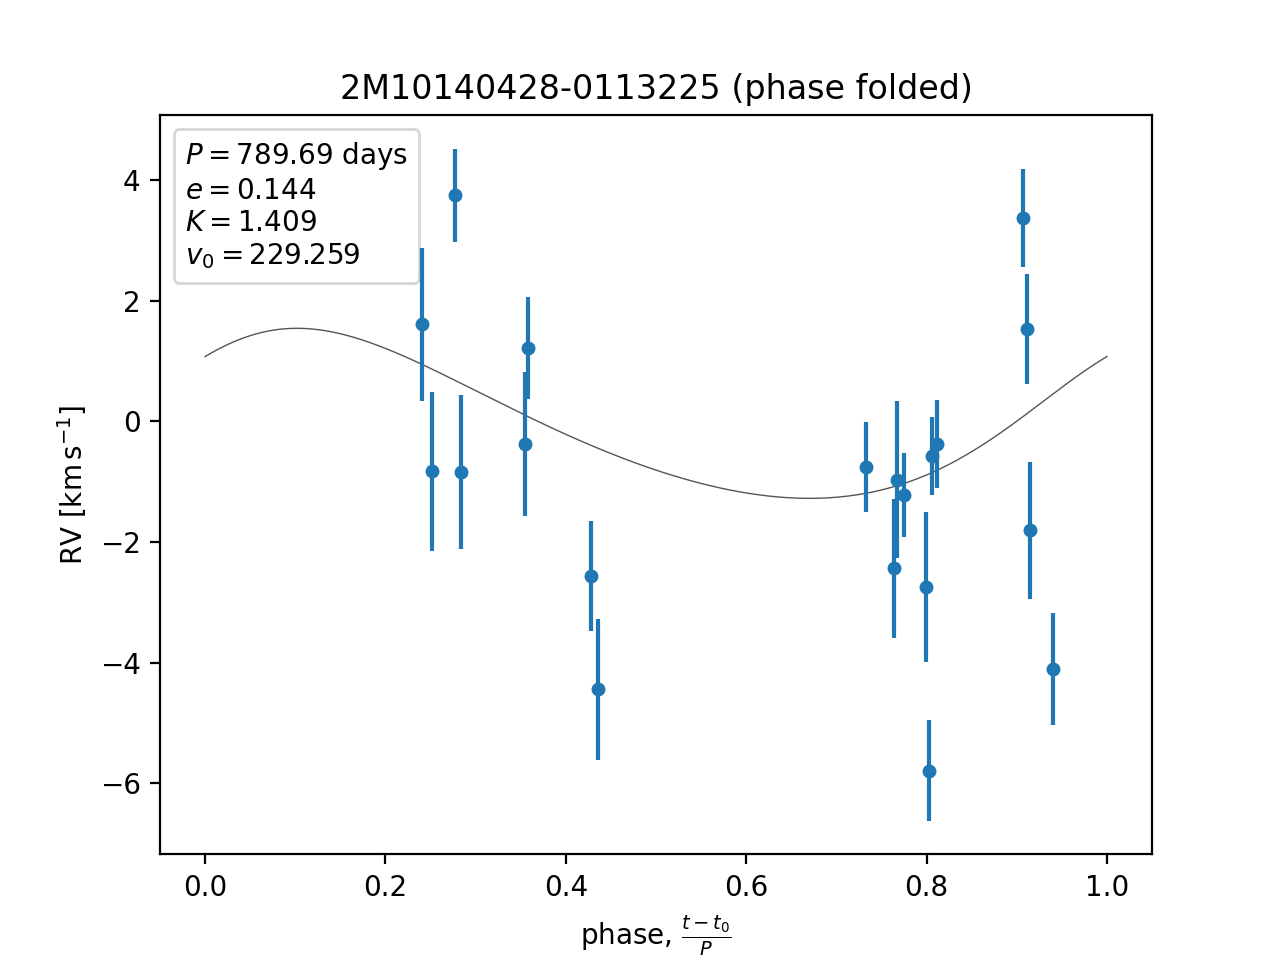 2M10140428-0113225 (phase folded)
P = 789.69 days
e = 0.144
K = 1.409
v₀ = 229.259
4
2
0
−2
−4
−6
RV [km s⁻¹]
0.0 0.2 0.4 0.6 0.8 1.0
phase, (t − t₀)/P